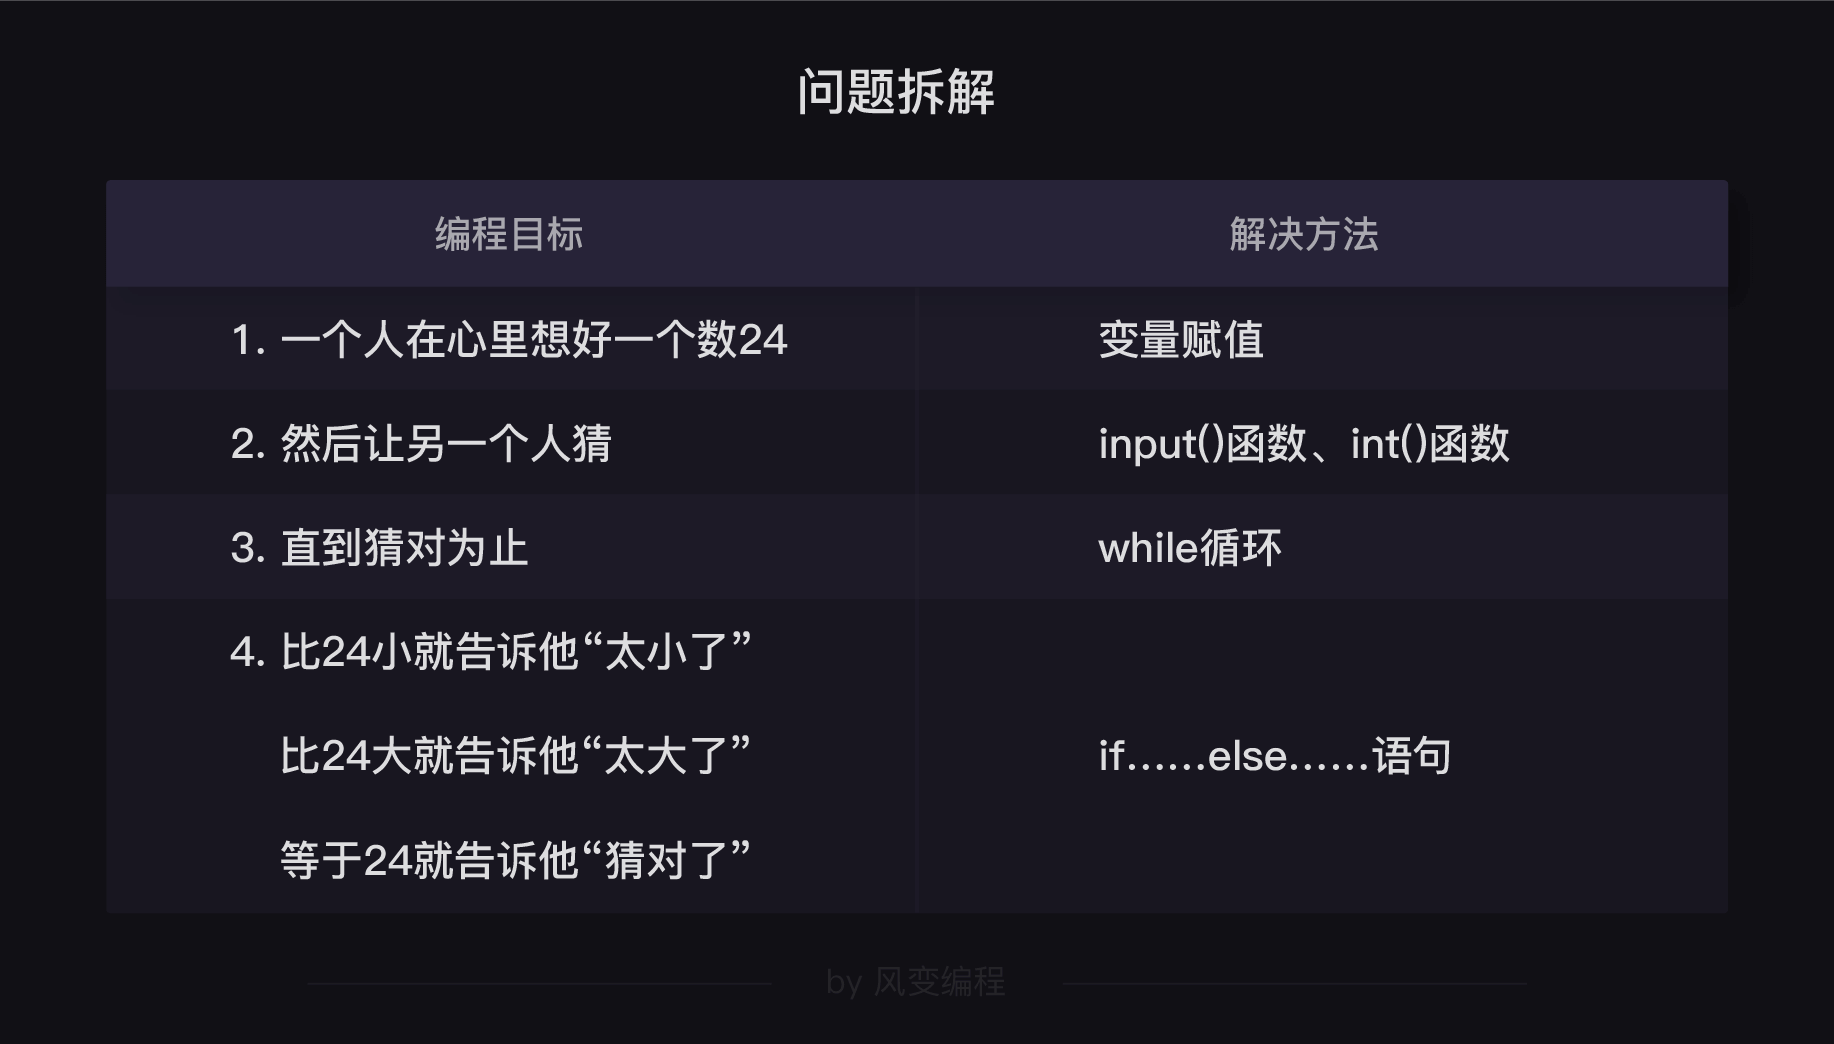 问题拆解
编程目标 解决方法
1. 一个人在心里想好一个数24 变量赋值
2. 然后让另一个人猜 input()函数、int()函数
3. 直到猜对为止 while循环
4. 比24小就告诉他“太小了”
比24大就告诉他“太大了” if……else……语句
等于24就告诉他“猜对了”
by 风变编程